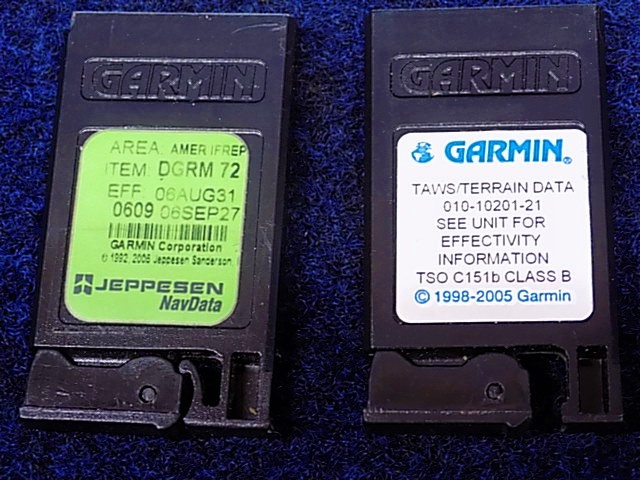 GARMIN
AREA. AMER IFREP
ITEM DGRM 72
EFF 06AUG31
0609 06SEP27
GARMIN Corporation
© 1992, 2006 Jeppesen Sanderson
JEPPESEN
NavData
GARMIN
GARMIN®
TAWS/TERRAIN DATA
010-10201-21
SEE UNIT FOR
EFFECTIVITY
INFORMATION
TSO C151b CLASS B
© 1998-2005 Garmin